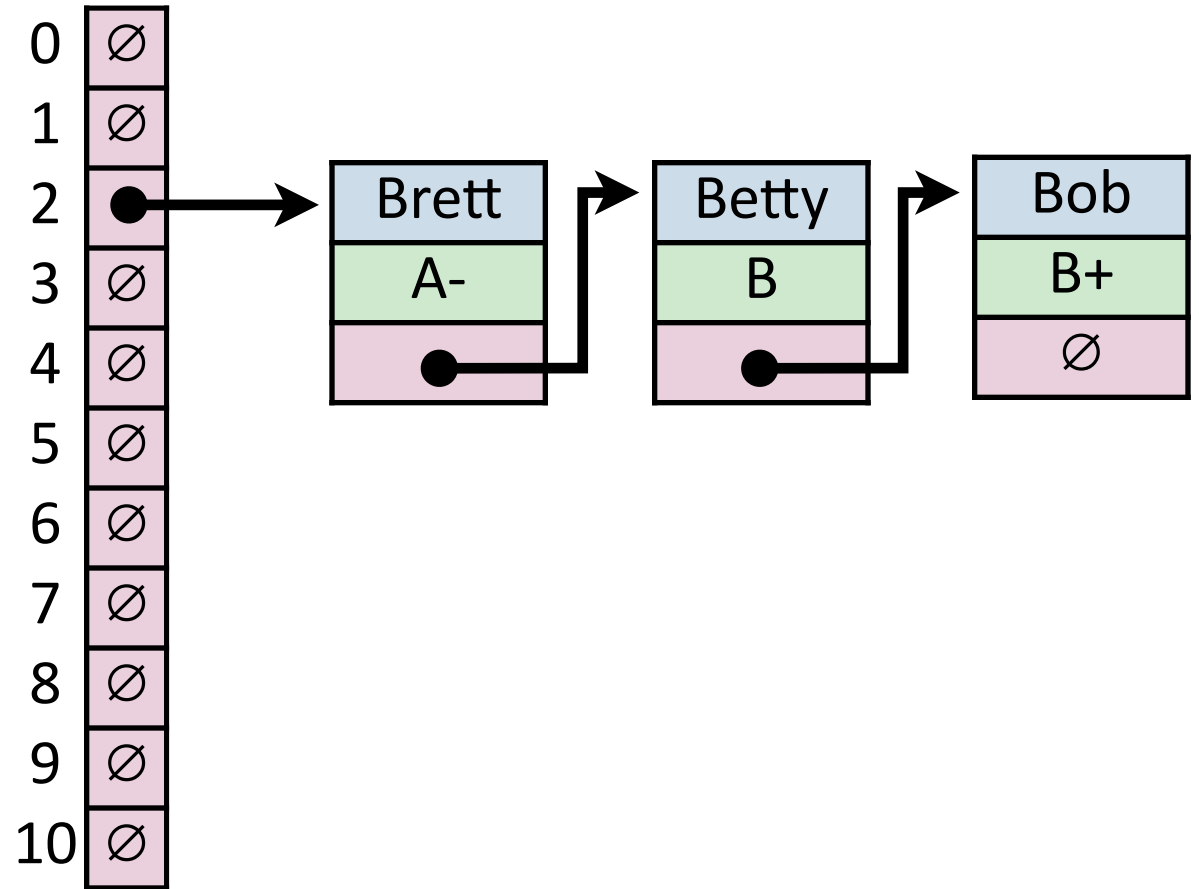 0 ∅
1 ∅
2
3 ∅
4 ∅
5 ∅
6 ∅
7 ∅
8 ∅
9 ∅
10 ∅
Brett
A-
Betty
B
Bob
B+
∅